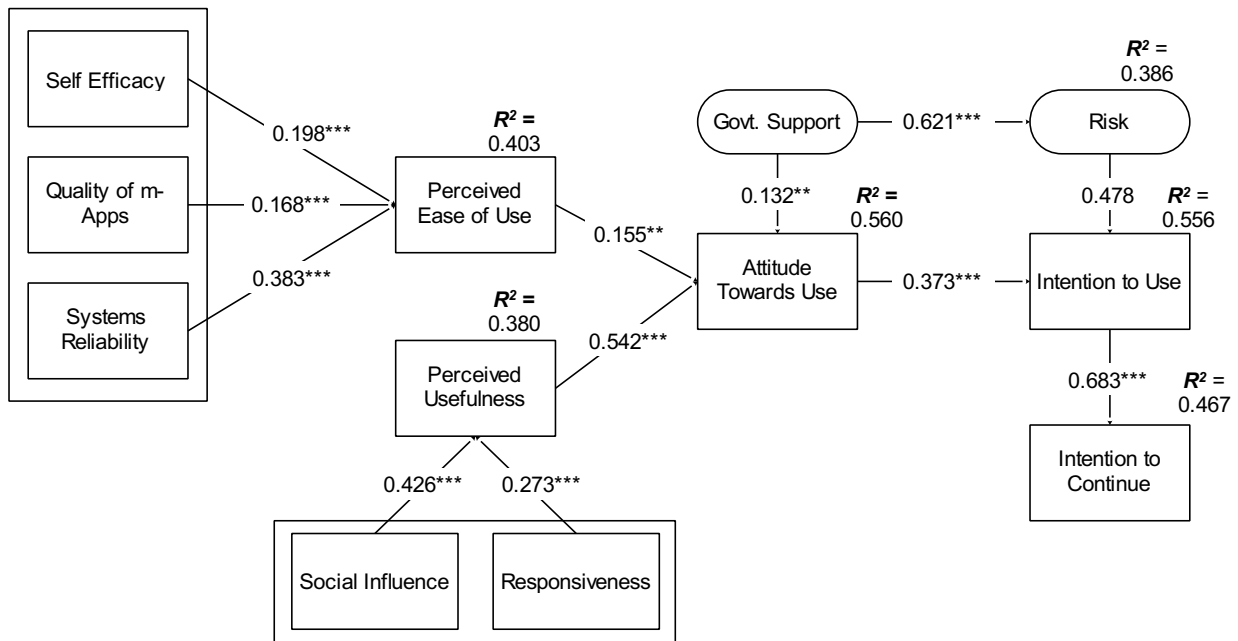 Self Efficacy
Quality of m-
Apps
Systems
Reliability
0.198***
0.168***
0.383***
R² =
0.403
Perceived
Ease of Use
R² =
0.380
Perceived
Usefulness
0.426***
0.273***
Social Influence
Responsiveness
0.155**
0.542***
Govt. Support
0.621***
R² =
0.386
Risk
0.132**
R² =
0.560
Attitude
Towards Use
0.373***
0.478
R² =
0.556
Intention to Use
0.683***
R² =
0.467
Intention to
Continue